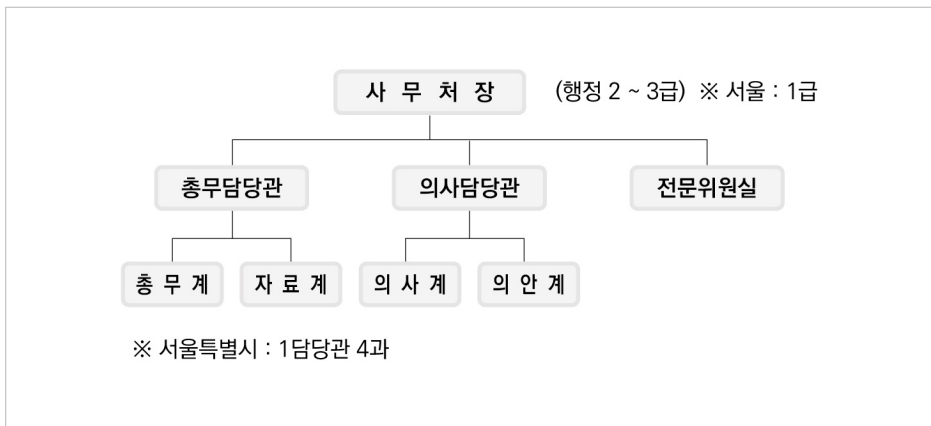 사 무 처 장 (행정 2 ~ 3급) ※ 서울 : 1급
총무담당관 의사담당관 전문위원실
총 무 계 자 료 계 의 사 계 의 안 계
※ 서울특별시 : 1담당관 4과